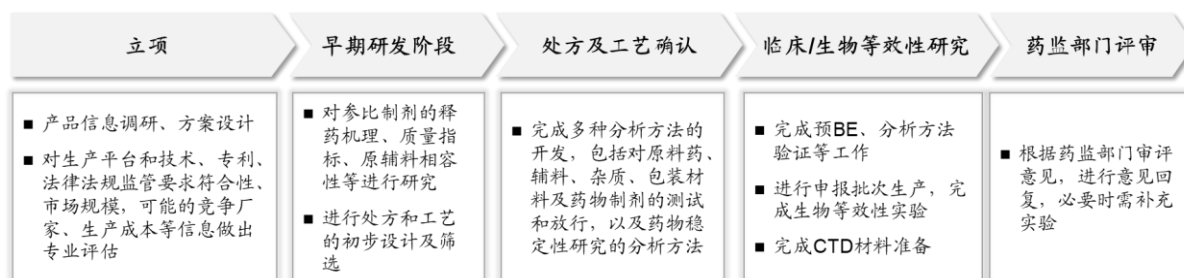 立项
■ 产品信息调研、方案设计
■ 对生产平台和技术、专利、
法律法规监管要求符合性、
市场规模，可能的竞争厂
家、生产成本等信息做出
专业评估
早期研发阶段
■ 对参比制剂的释
药机理、质量指
标、原辅料相容
性等进行研究
■ 进行处方和工艺
的初步设计及筛
选
处方及工艺确认
■ 完成多种分析方法的
开发，包括对原料药、
辅料、杂质、包装材
料及药物制剂的测试
和放行，以及药物稳
定性研究的分析方法
临床/生物等效性研究
■ 完成预BE、分析方法
验证等工作
■ 进行申报批次生产，完
成生物等效性实验
■ 完成CTD材料准备
药监部门评审
■ 根据药监部门审评
意见，进行意见回
复，必要时需补充
实验